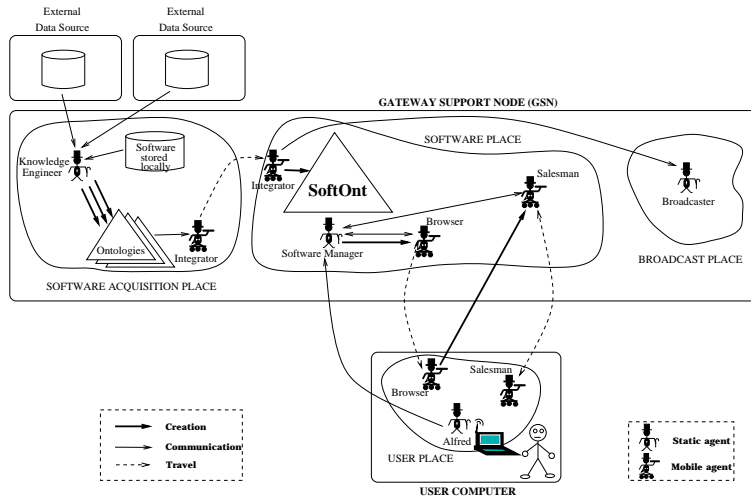 External
Data Source
External
Data Source
GATEWAY SUPPORT NODE (GSN)
SOFTWARE PLACE
Knowledge
Engineer
Software
stored
locally
Integrator
SoftOnt
Salesman
Broadcaster
Ontologies
Integrator
Software Manager
Browser
SOFTWARE ACQUISITION PLACE
BROADCAST PLACE
Browser
Salesman
Alfred
USER PLACE
USER COMPUTER
Creation
Communication
Travel
Static agent
Mobile agent